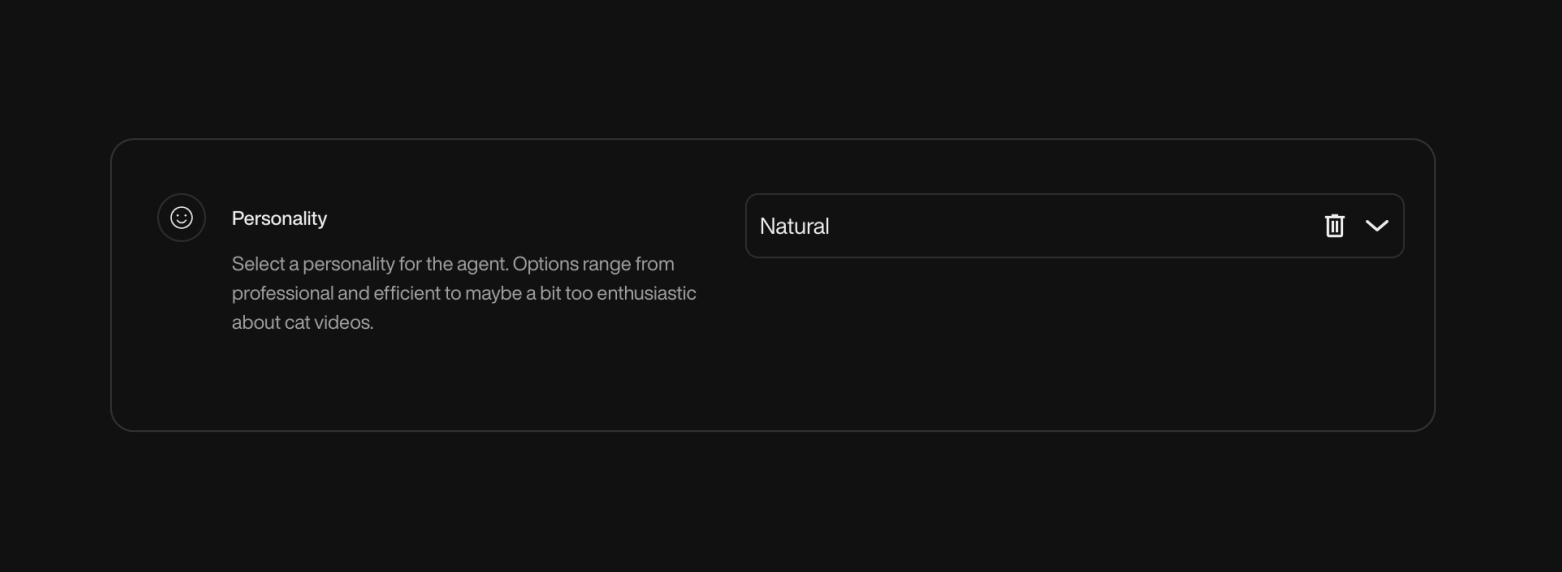 Personality
Natural
Select a personality for the agent. Options range from
professional and efficient to maybe a bit too enthusiastic
about cat videos.